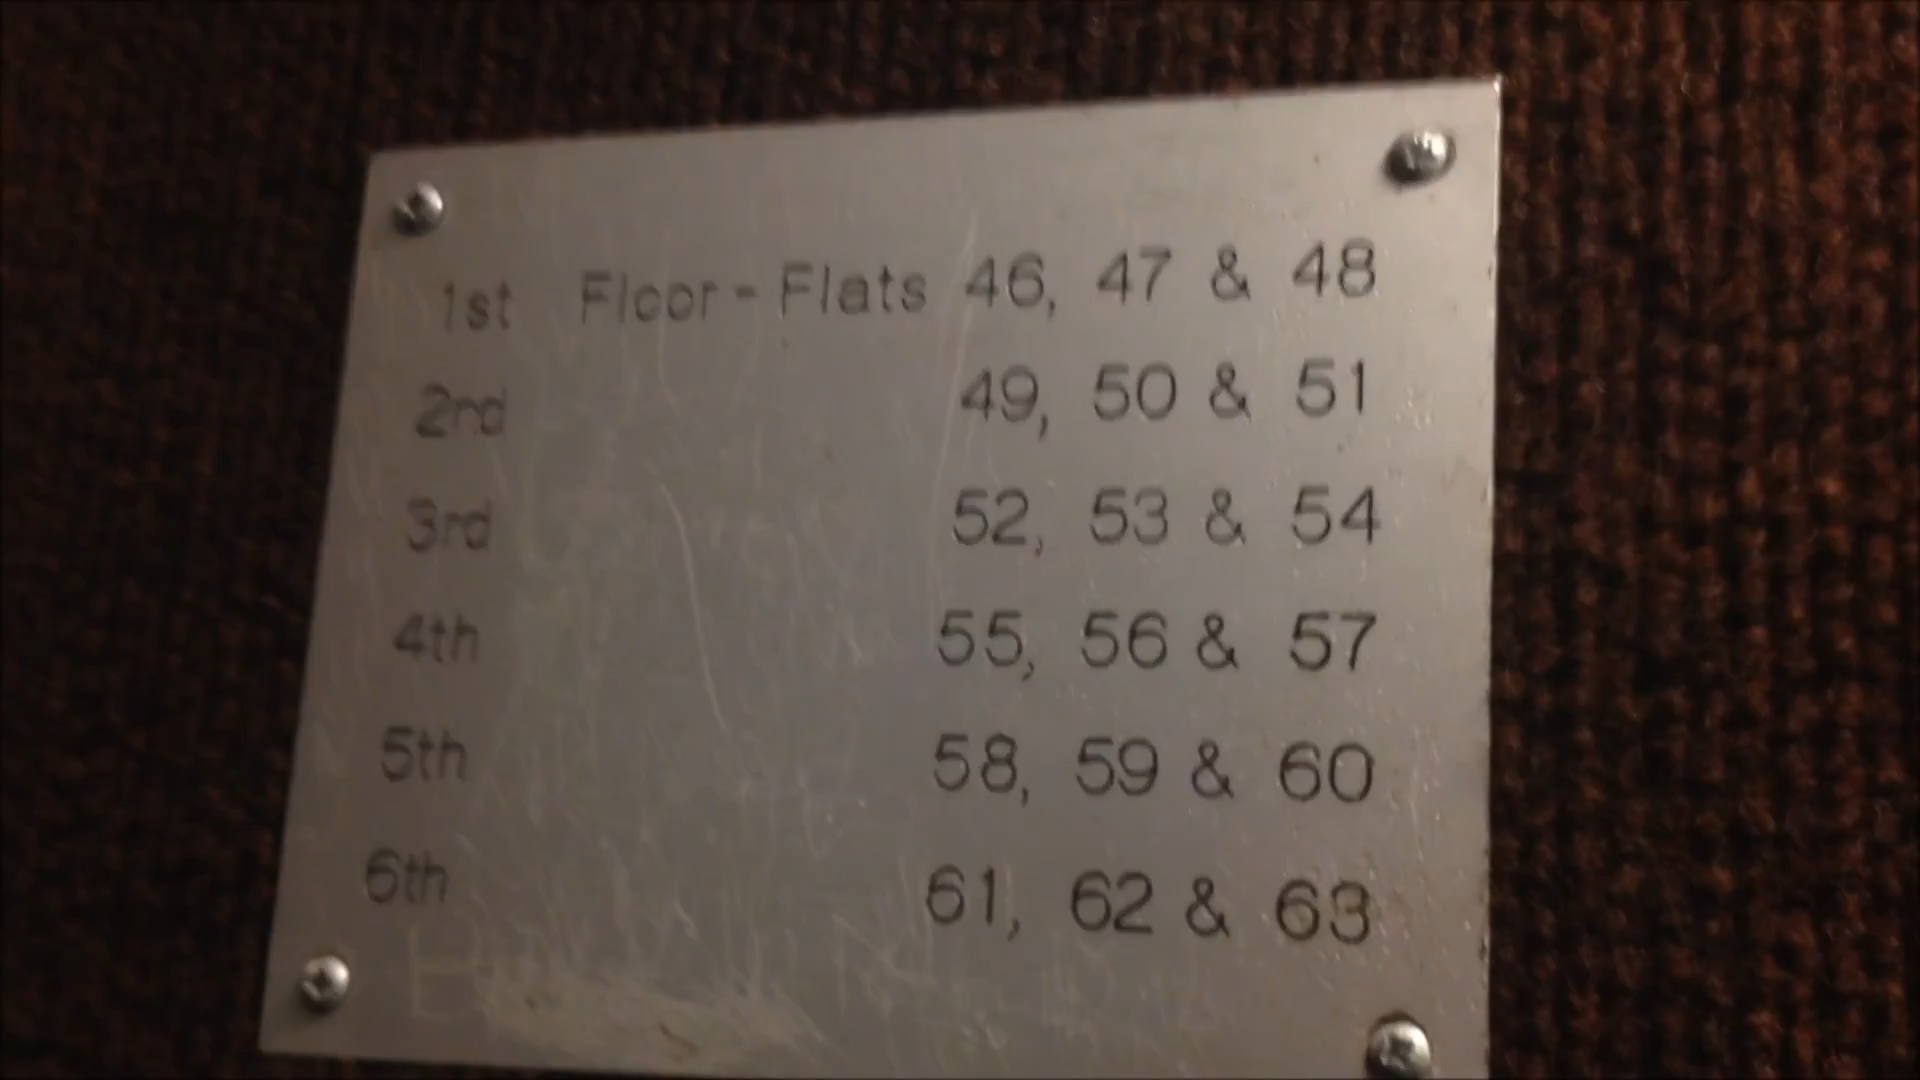 1st Floor - Flats 46, 47 & 48
2rd 49, 50 & 51
3rd 52, 53 & 54
4th 55, 56 & 57
5th 58, 59 & 60
6th 61, 62 & 63